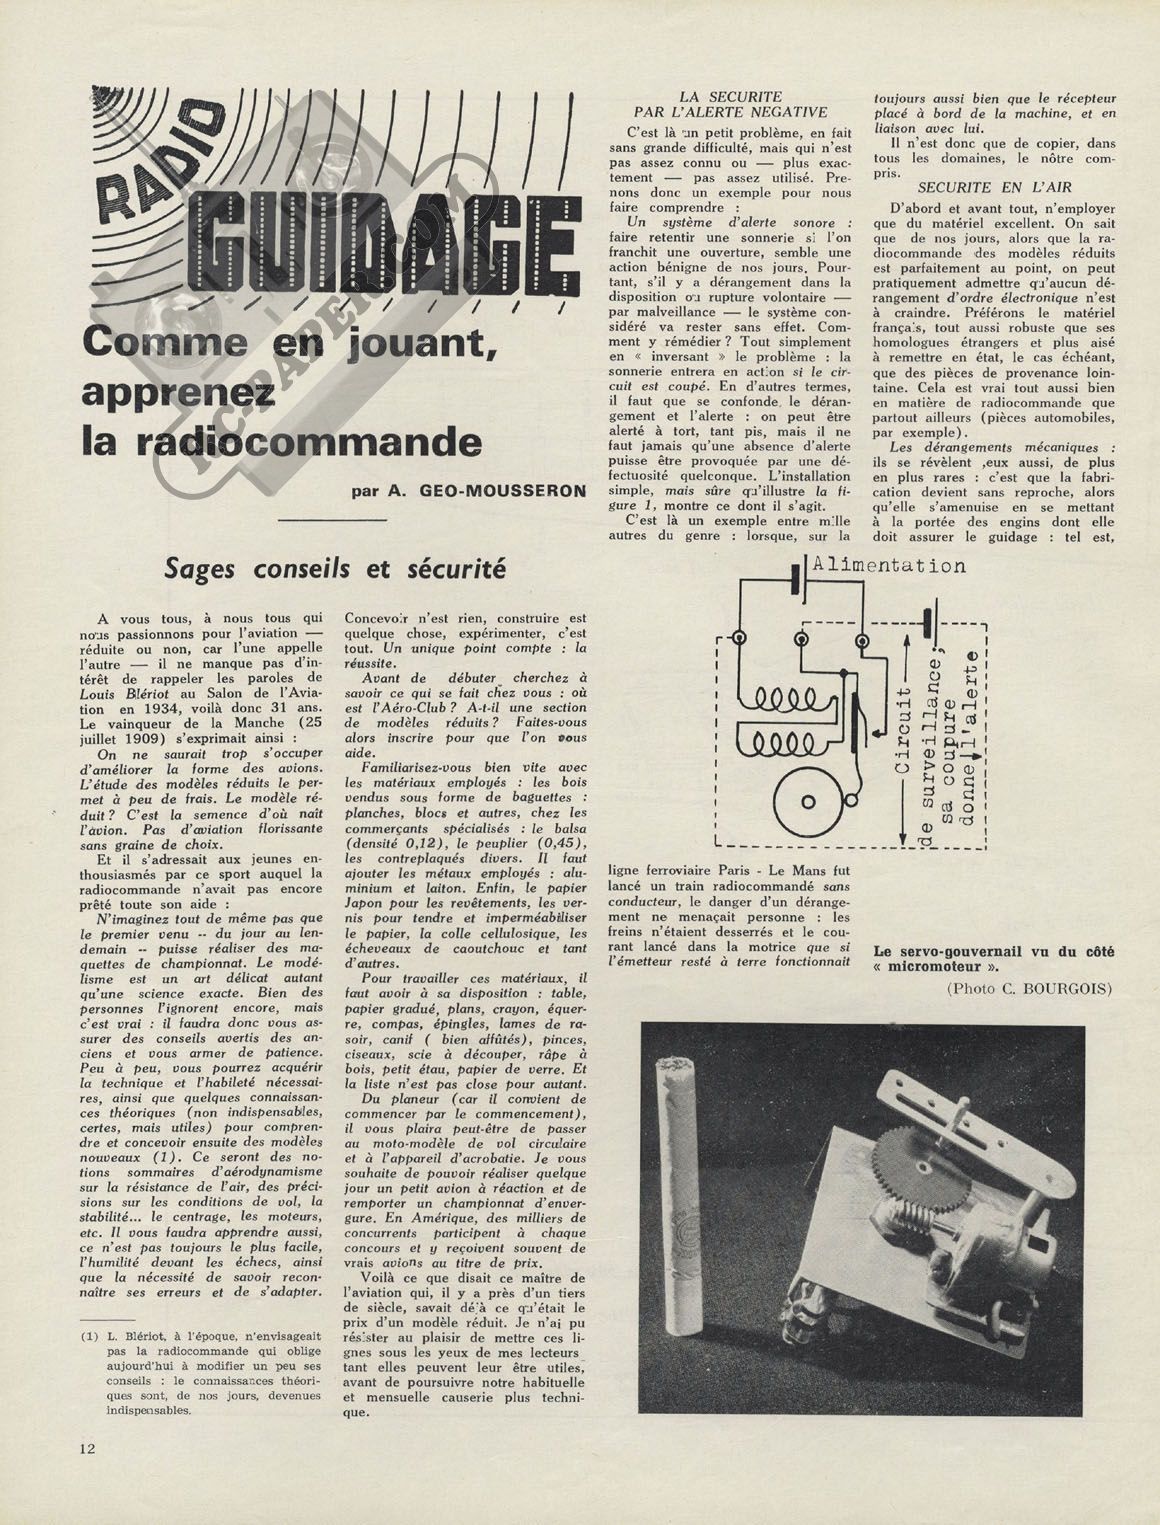 RADIO
GUIDAGE
RC-PAPER.COM
Comme en jouant,
apprenez
la radiocommande
par A. GEO-MOUSSERON
Sages conseils et sécurité
A vous tous, à nous tous qui
nous passionnons pour l'aviation —
réduite ou non, car l'une appelle
l'autre — il ne manque pas d'in-
térêt de rappeler les paroles de
Louis Blériot au Salon de l'Avia-
tion en 1934, voilà donc 31 ans.
Le vainqueur de la Manche (25
juillet 1909) s'exprimait ainsi :
On ne saurait trop s'occuper
d'améliorer la forme des avions.
L'étude des modèles réduits le per-
met à peu de frais. Le modèle ré-
duit ? C'est la semence d'où naît
l'avion. Pas d'aviation florissante
sans graine de choix.
Et il s'adressait aux jeunes en-
thousiasmés par ce sport auquel la
radiocommande n'avait pas encore
prêté toute son aide :
N'imaginez tout de même pas que
le premier venu -- du jour au len-
demain -- puisse réaliser des ma-
quettes de championnat. Le modé-
lisme est un art délicat autant
qu'une science exacte. Bien des
personnes l'ignorent encore, mais
c'est vrai : il faudra donc vous as-
surer des conseils avertis des an-
ciens et vous armer de patience.
Peu à peu, vous pourrez acquérir
la technique et l'habileté nécessai-
res, ainsi que quelques connaissan-
ces théoriques (non indispensables,
certes, mais utiles) pour compren-
dre et concevoir ensuite des modèles
nouveaux (1). Ce seront des no-
tions sommaires d'aérodynamisme
sur la résistance de l'air, des préci-
sions sur les conditions de vol, la
stabilité... le centrage, les moteurs,
etc. Il vous faudra apprendre aussi,
ce n'est pas toujours le plus facile,
l'humilité devant les échecs, ainsi
que la nécessité de savoir recon-
naître ses erreurs et de s'adapter.
(1) L. Blériot, à l'époque, n'envisageait
pas la radiocommande qui oblige
aujourd'hui à modifier un peu ses
conseils : le connaissances théori-
ques sont, de nos jours, devenues
indispensables.
12
Concevoir n'est rien, construire est
quelque chose, expérimenter, c'est
tout. Un unique point compte : la
réussite.
Avant de débuter cherchez à
savoir ce qui se fait chez vous : où
est l'Aéro-Club ? A-t-il une section
de modèles réduits ? Faites-vous
alors inscrire pour que l'on vous
aide.
Familiarisez-vous bien vite avec
les matériaux employés : les bois
vendus sous forme de baguettes :
planches, blocs et autres, chez les
commerçants spécialisés : le balsa
(densité 0,12), le peuplier (0,45),
les contreplaqués divers. Il faut
ajouter les métaux employés : alu-
minium et laiton. Enfin, le papier
Japon pour les revêtements, les ver-
nis pour tendre et imperméabiliser
le papier, la colle cellulosique, les
écheveaux de caoutchouc et tant
d'autres.
Pour travailler ces matériaux, il
faut avoir à sa disposition : table,
papier gradué, plans, crayon, équer-
re, compas, épingles, lames de ra-
soir, canif ( bien affûtés), pinces,
ciseaux, scie à découper, râpe à
bois, petit étau, papier de verre. Et
la liste n'est pas close pour autant.
Du planeur (car il convient de
commencer par le commencement),
il vous plaira peut-être de passer
au moto-modèle de vol circulaire
et à l'appareil d'acrobatie. Je vous
souhaite de pouvoir réaliser quelque
jour un petit avion à réaction et de
remporter un championnat d'enver-
gure. En Amérique, des milliers de
concurrents participent à chaque
concours et y reçoivent souvent de
vrais avions au titre de prix.
Voilà ce que disait ce maître de
l'aviation qui, il y a près d'un tiers
de siècle, savait déjà ce qu'était le
prix d'un modèle réduit. Je n'ai pu
résister au plaisir de mettre ces li-
gnes sous les yeux de mes lecteurs
tant elles peuvent leur être utiles,
avant de poursuivre notre habituelle
et mensuelle causerie plus techni-
que.
LA SECURITE
PAR L'ALERTE NEGATIVE
C'est là un petit problème, en fait
sans grande difficulté, mais qui n'est
pas assez connu ou — plus exac-
tement — pas assez utilisé. Pre-
nons donc un exemple pour nous
faire comprendre :
Un système d'alerte sonore :
faire retentir une sonnerie si l'on
franchit une ouverture, semble une
action bénigne de nos jours. Pour-
tant, s'il y a dérangement dans la
disposition ou rupture volontaire —
par malveillance — le système con-
sidéré va rester sans effet. Com-
ment y rémédier ? Tout simplement
en « inversant » le problème : la
sonnerie entrera en action si le cir-
cuit est coupé. En d'autres termes,
il faut que se confonde le déran-
gement et l'alerte : on peut être
alerté à tort, tant pis, mais il ne
faut jamais qu'une absence d'alerte
puisse être provoquée par une dé-
fectuosité quelconque. L'installation
simple, mais sûre qu'illustre la fi-
gure 1, montre ce dont il s'agit.
C'est là un exemple entre mille
autres du genre : lorsque, sur la
ligne ferroviaire Paris - Le Mans fut
lancé un train radiocommandé sans
conducteur, le danger d'un dérange-
ment ne menaçait personne : les
freins n'étaient desserrés et le cou-
rant lancé dans la motrice que si
l'émetteur resté à terre fonctionnait
toujours aussi bien que le récepteur
placé à bord de la machine, et en
liaison avec lui.
Il n'est donc que de copier, dans
tous les domaines, le nôtre com-
pris.
SECURITE EN L'AIR
D'abord et avant tout, n'employer
que du matériel excellent. On sait
que de nos jours, alors que la ra-
diocommande des modèles réduits
est parfaitement au point, on peut
pratiquement admettre qu'aucun dé-
rangement d'ordre électronique n'est
à craindre. Préférons le matériel
français, tout aussi robuste que ses
homologues étrangers et plus aisé
à remettre en état, le cas échéant,
que des pièces de provenance loin-
taine. Cela est vrai tout aussi bien
en matière de radiocommande que
partout ailleurs (pièces automobiles,
par exemple).
Les dérangements mécaniques :
ils se révèlent ,eux aussi, de plus
en plus rares : c'est que la fabri-
cation devient sans reproche, alors
qu'elle s'amenuise en se mettant
à la portée des engins dont elle
doit assurer le guidage : tel est,
Alimentation
Circuit
de surveillance;
sa coupure
donne l'alerte
Le servo-gouvernail vu du côté
« micromoteur ».
(Photo C. BOURGOIS)